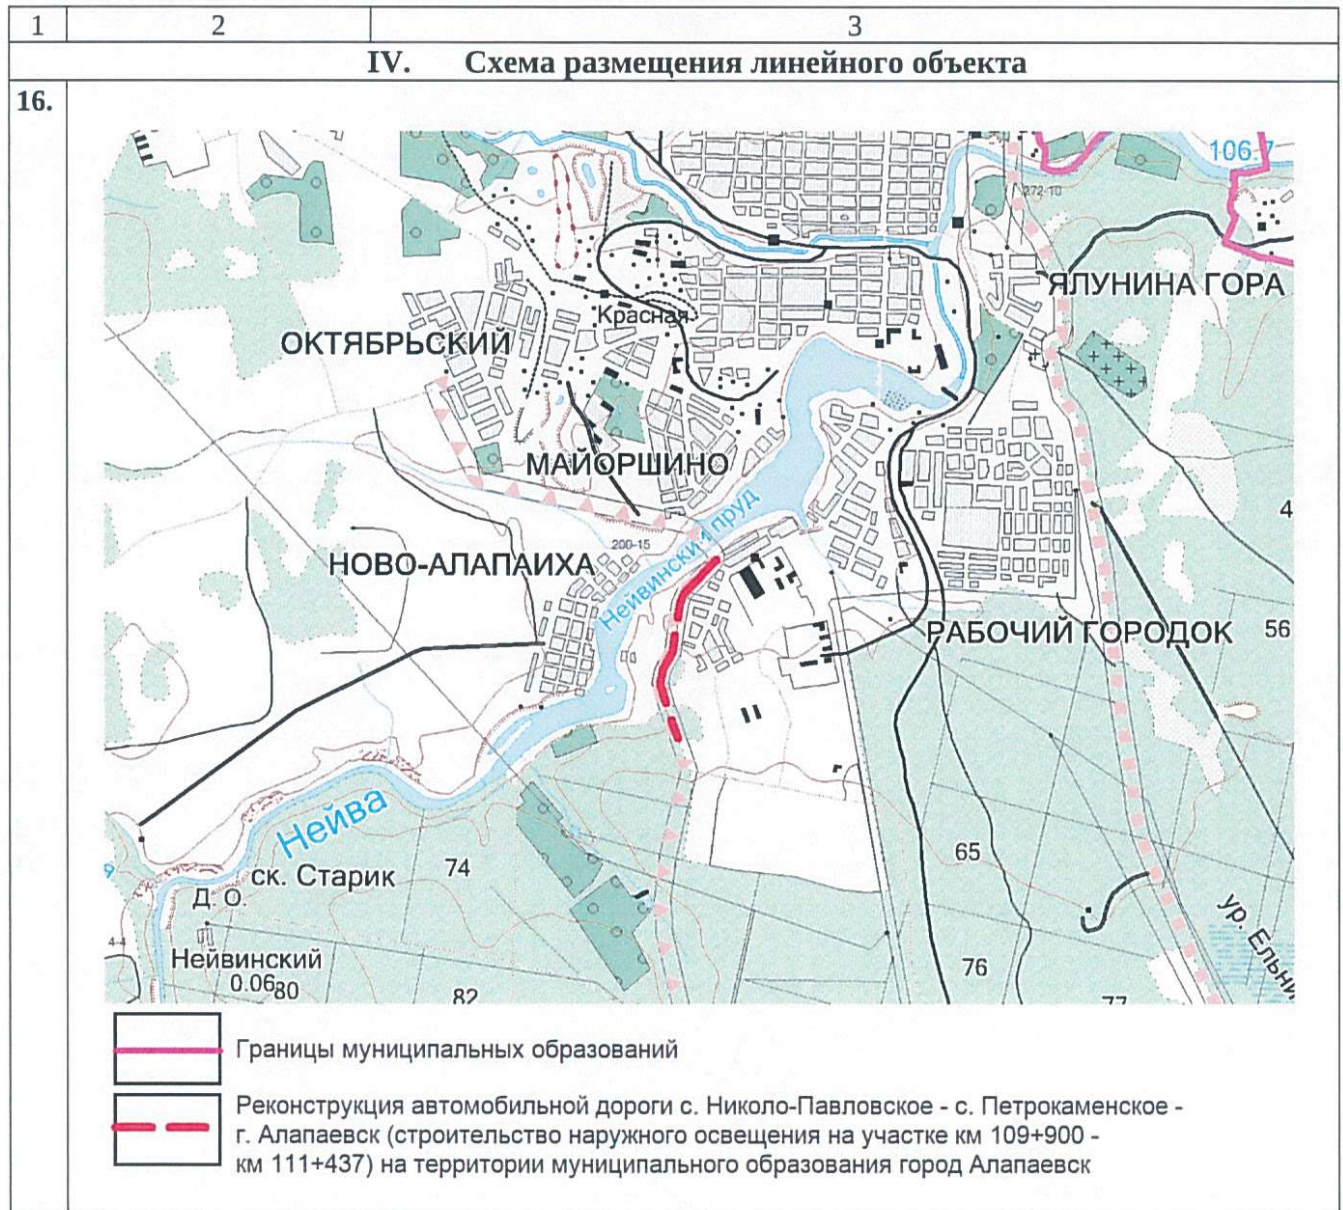 1 2 3
IV. Схема размещения линейного объекта
16.
106.7
272-10
ЯЛУНИНА ГОРА
Красная
ОКТЯБРЬСКИЙ
МАЙОРШИНО
4
200-15
Нейвински пруд
НОВО-АЛАПАИХА
РАБОЧИЙ ГОРОДОК
56
Нейва
ск. Старик
74
65
Д. О.
ур. Ельни
4-4
Нейвинский
0.06
80
82
76
77
Границы муниципальных образований
Реконструкция автомобильной дороги с. Николо-Павловское - с. Петрокаменское -
г. Алапаевск (строительство наружного освещения на участке км 109+900 -
км 111+437) на территории муниципального образования город Алапаевск